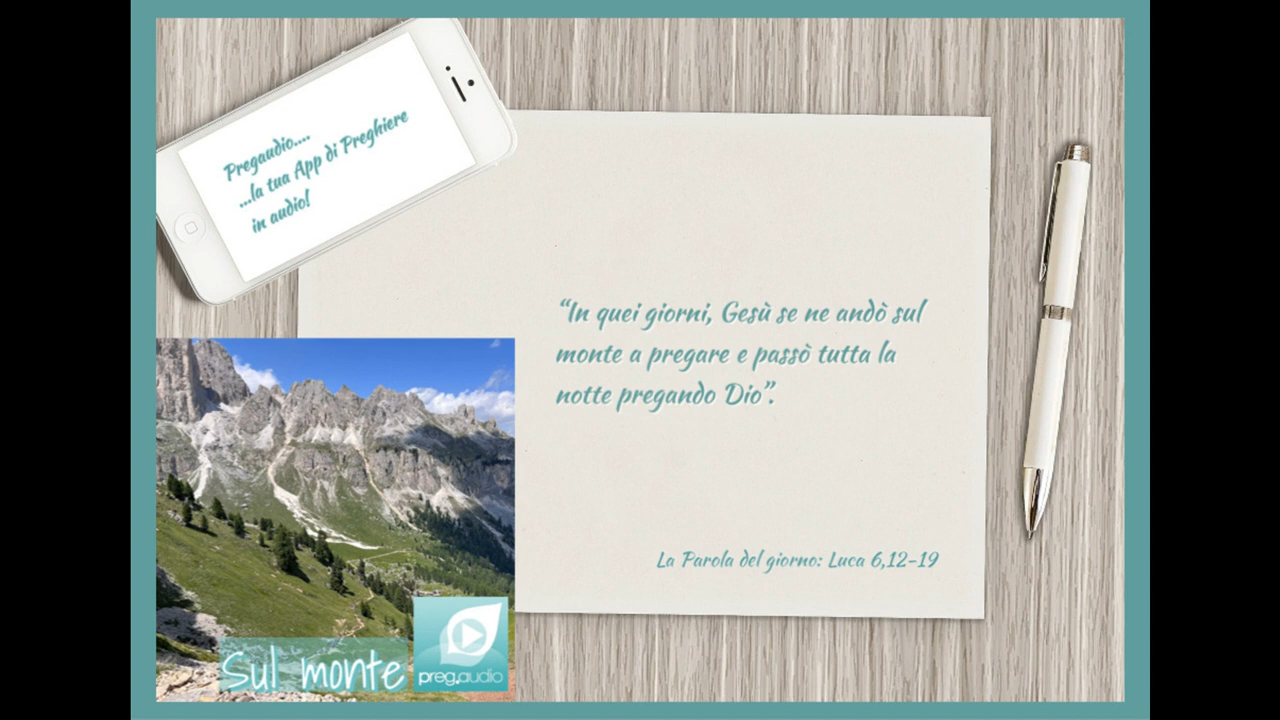 Pregaudio....
...la tua App di Preghiere
in audio!
“In quei giorni, Gesù se ne andò sul
monte a pregare e passò tutta la
notte pregando Dio”.
La Parola del giorno: Luca 6,12-19
Sul monte
preg.audio